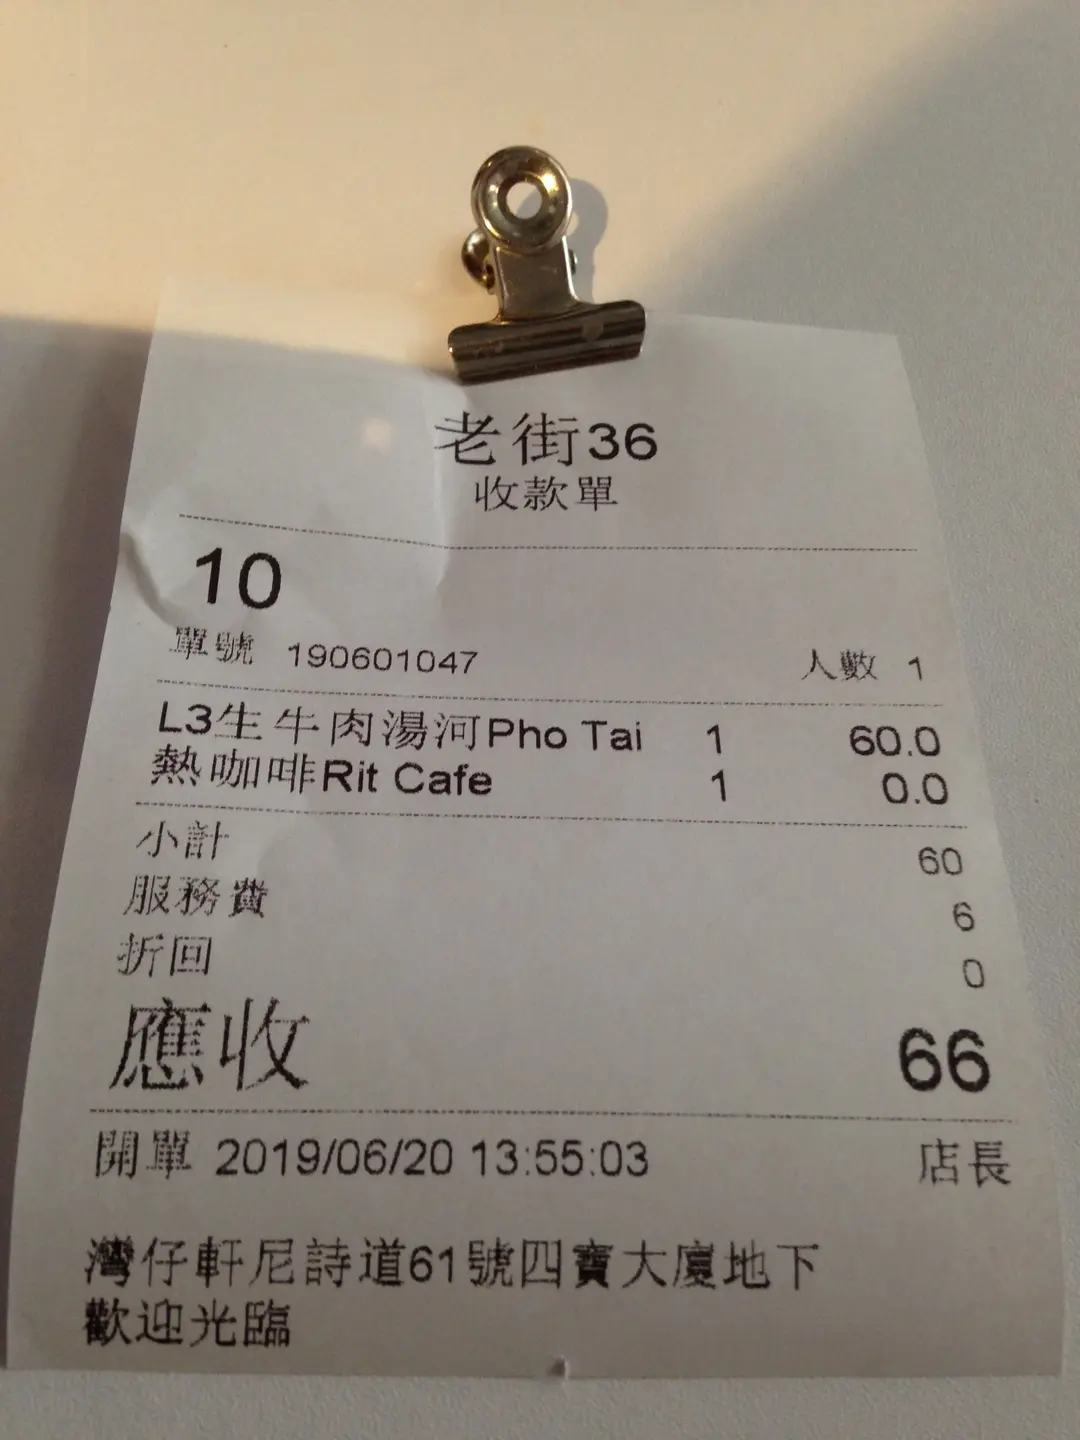 老街36
收款單
10
單號 190601047 人數 1
L3生牛肉湯河Pho Tai 1 60.0
熱咖啡Rit Cafe 1 0.0
小計 60
服務費 6
折回 0
應收 66
開單 2019/06/20 13:55:03 店長
灣仔軒尼詩道61號四寶大廈地下
歡迎光臨